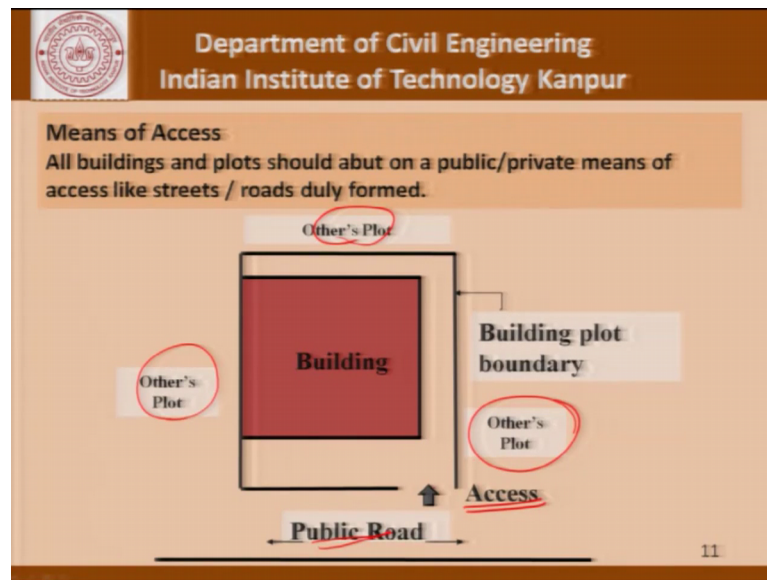 Department of Civil Engineering
Indian Institute of Technology Kanpur
Means of Access
All buildings and plots should abut on a public/private means of
access like streets / roads duly formed.
Other's Plot
Building plot
boundary
Building
Other's
Plot
Other's
Plot
Access
Public Road
11